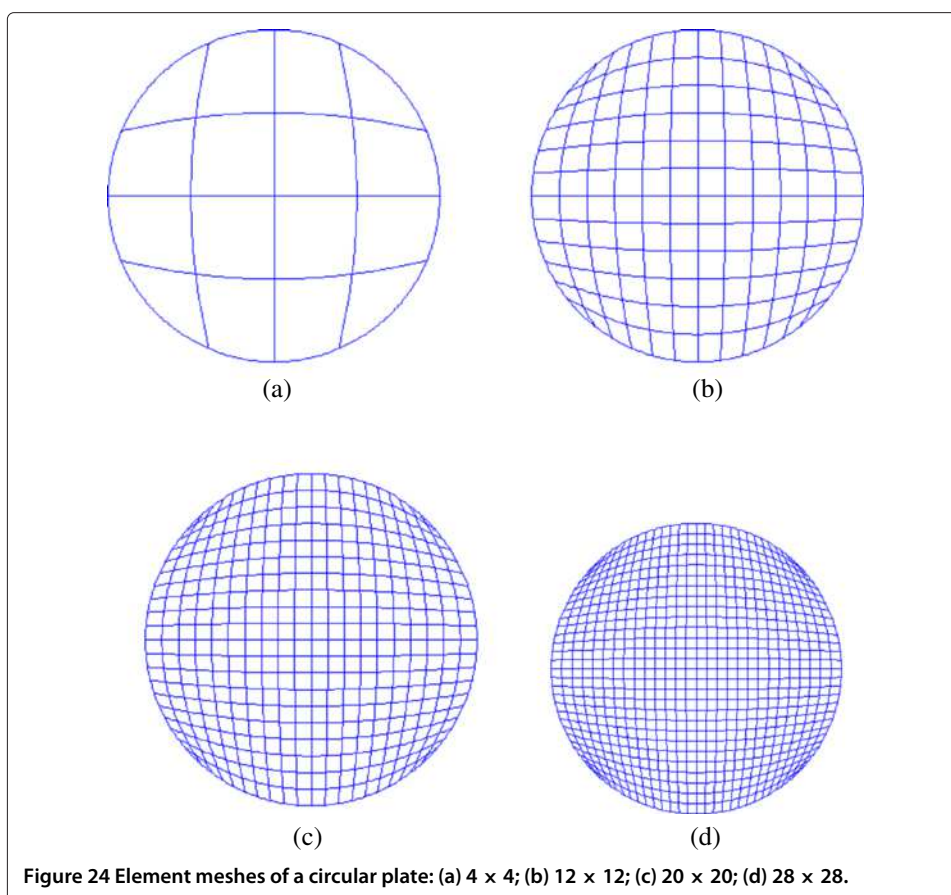 (a)
(b)
(c)
(d)
Figure 24 Element meshes of a circular plate: (a) 4 × 4; (b) 12 × 12; (c) 20 × 20; (d) 28 × 28.